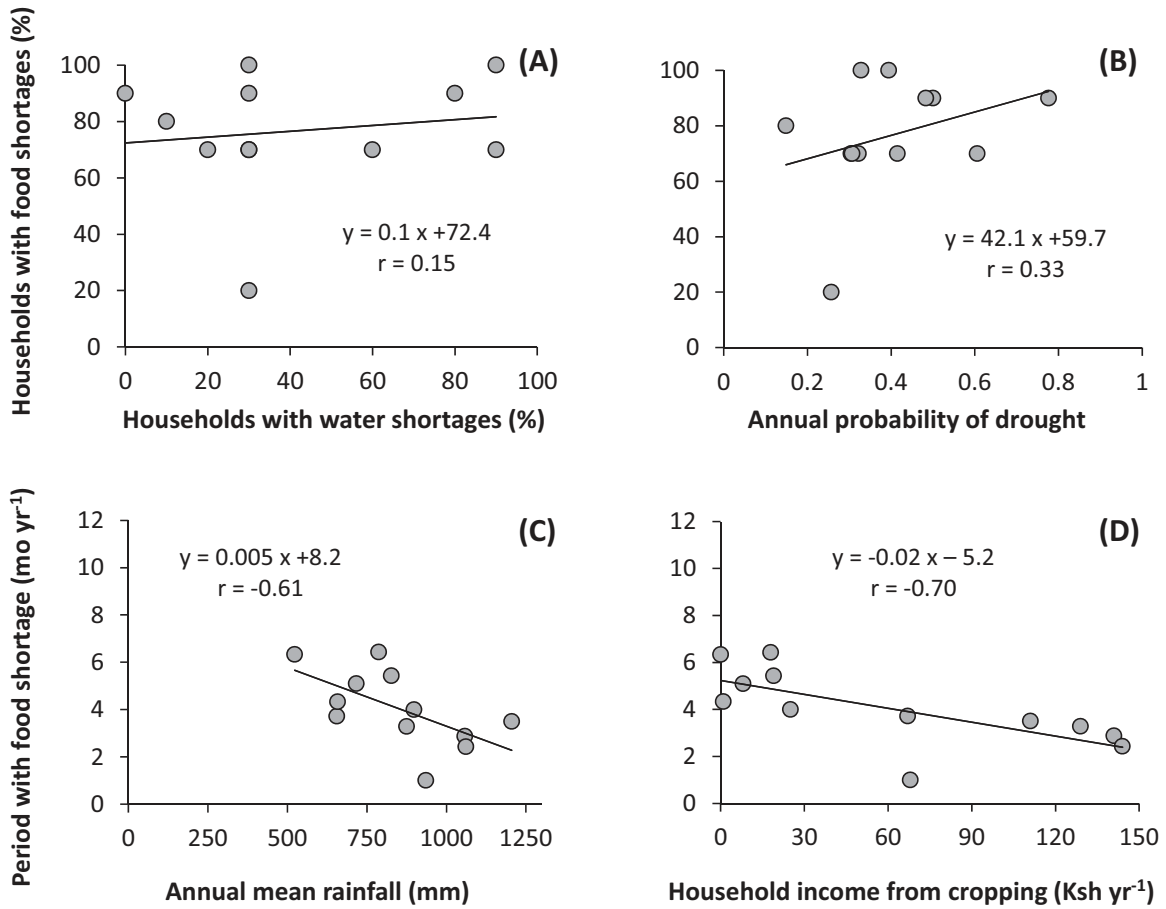 Households with food shortages (%)
(A)
100
80
60
40
20
0
y = 0.1 x +72.4
r = 0.15
0 20 40 60 80 100
Households with water shortages (%)
(B)
100
80
60
40
20
0
y = 42.1 x +59.7
r = 0.33
0 0.2 0.4 0.6 0.8 1
Annual probability of drought
Period with food shortage (mo yr-1)
(C)
12
10
8
6
4
2
0
y = 0.005 x +8.2
r = -0.61
0 250 500 750 1000 1250
Annual mean rainfall (mm)
(D)
12
10
8
6
4
2
0
y = -0.02 x – 5.2
r = -0.70
0 30 60 90 120 150
Household income from cropping (Ksh yr-1)